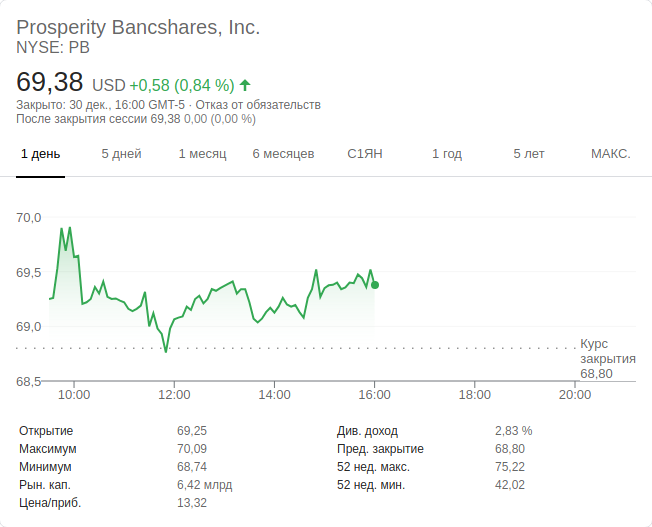 Prosperity Bancshares, Inc.
NYSE: PB
69,38 USD +0,58 (0,84 %)
Закрыто: 30 дек., 16:00 GMT-5 · Отказ от обязательств
После закрытия сессии 69,38 0,00 (0,00 %)
1 день 5 дней 1 месяц 6 месяцев С1ЯН 1 год 5 лет МАКС.
70,0
69,5
69,0
Курс
закрытия
68,80
68,5
10:00 12:00 14:00 16:00 18:00 20:00
Открытие 69,25 Див. доход 2,83 %
Максимум 70,09 Пред. закрытие 68,80
Минимум 68,74 52 нед. макс. 75,22
Рын. кап. 6,42 млрд 52 нед. мин. 42,02
Цена/приб. 13,32